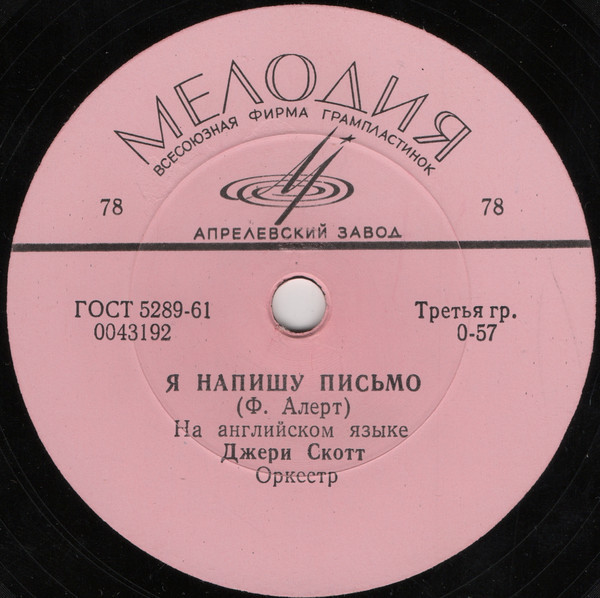 МЕЛОДИЯ
ВСЕСОЮЗНАЯ ФИРМА ГРАМПЛАСТИНОК
78 78
АПРЕЛЕВСКИЙ ЗАВОД
ГОСТ 5289-61 Третья гр.
0043192 0-57
Я НАПИШУ ПИСЬМО
(Ф. Алерт)
На английском языке
Джери Скотт
Оркестр